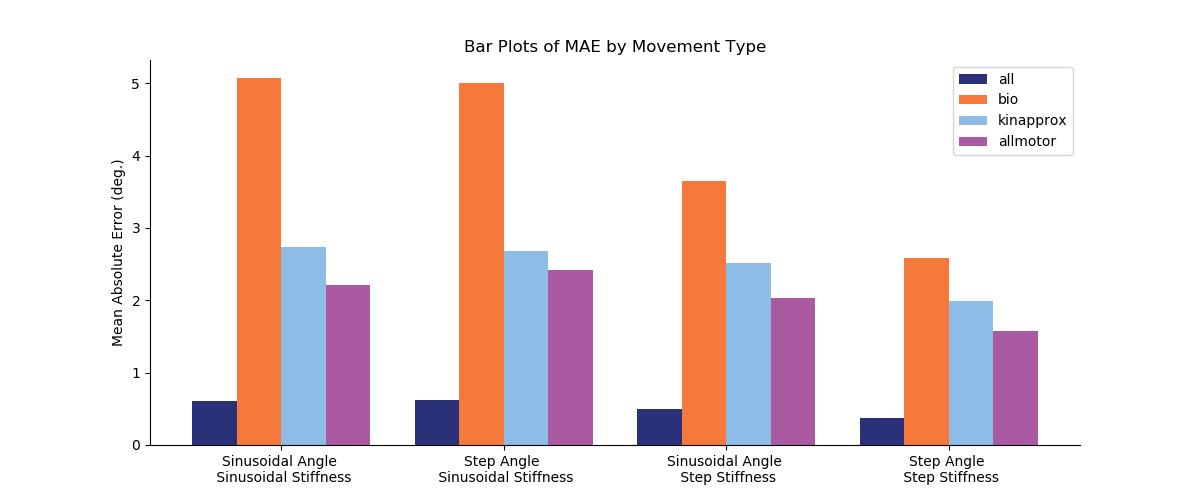 Bar Plots of MAE by Movement Type
all
bio
kinapprox
allmotor
Mean Absolute Error (deg.)
5
4
3
2
1
0
Sinusoidal Angle
Sinusoidal Stiffness
Step Angle
Sinusoidal Stiffness
Sinusoidal Angle
Step Stiffness
Step Angle
Step Stiffness